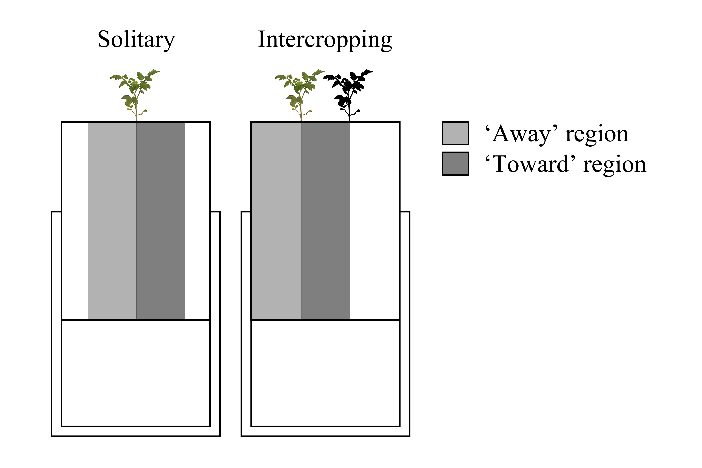 Solitary
Intercropping
‘Away’ region
‘Toward’ region